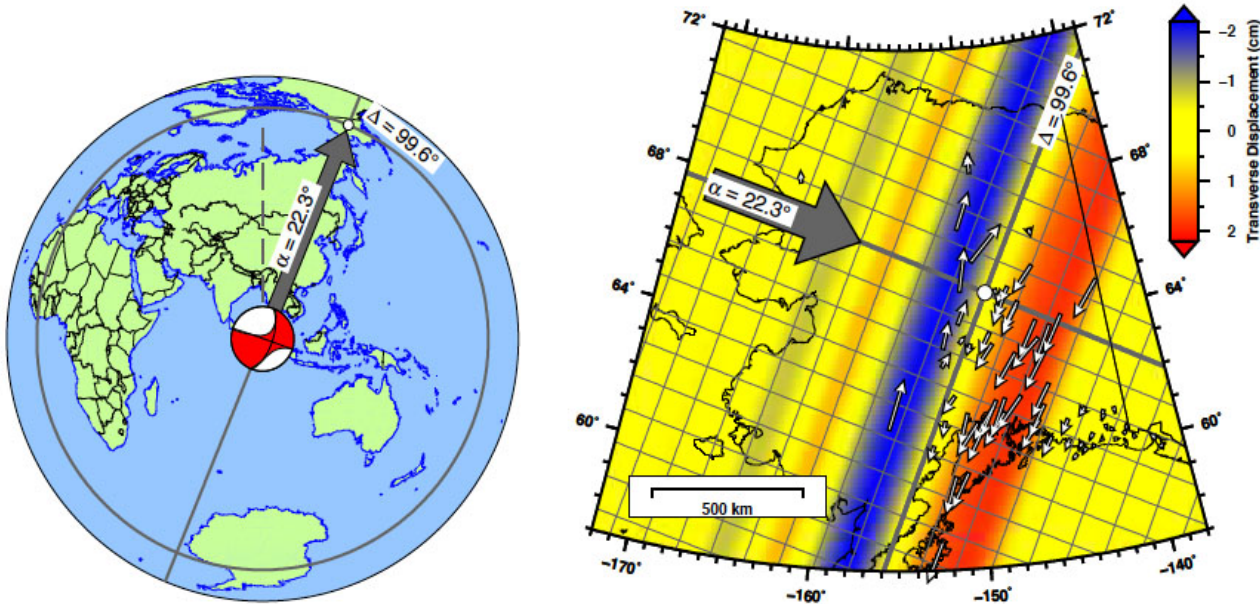 Δ = 99.6°
α = 22.3°
72°
72°
Δ = 99.6°
68°
68°
α = 22.3°
64°
64°
60°
60°
500 km
−170°
−160°
−150°
−140°
−2
−1
0
1
2
Transverse Displacement (cm)